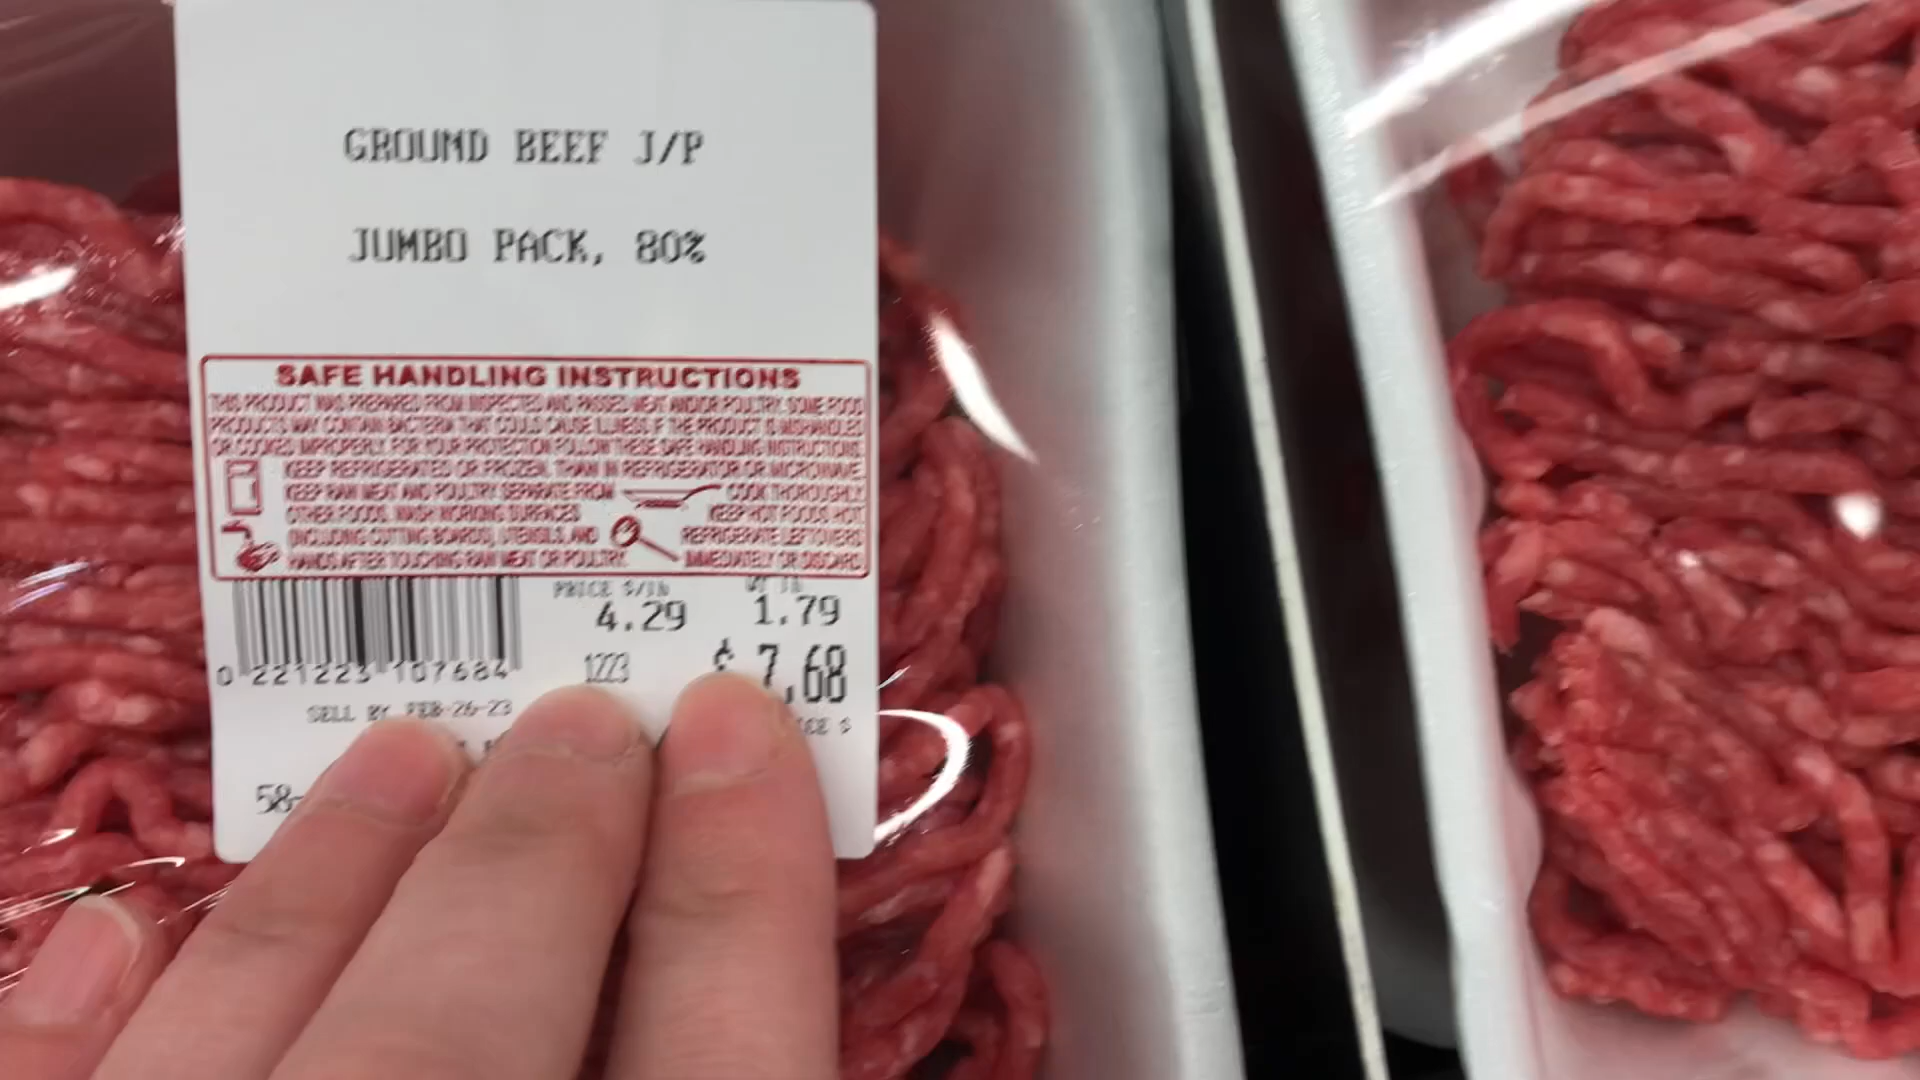 GROUND BEEF J/P
JUMBO PACK, 80%
SAFE HANDLING INSTRUCTIONS
THIS PRODUCT WAS PREPARED FROM INSPECTED AND PASSED MEAT AND/OR POULTRY. SOME FOOD
PRODUCTS MAY CONTAIN BACTERIA THAT COULD CAUSE ILLNESS IF THE PRODUCT IS MISHANDLED
OR COOKED IMPROPERLY. FOR YOUR PROTECTION FOLLOW THESE SAFE HANDLING INSTRUCTIONS.
KEEP REFRIGERATED OR FROZEN. THAW IN REFRIGERATOR OR MICROWAVE.
KEEP RAW MEAT AND POULTRY SEPARATE FROM
OTHER FOODS. WASH WORKING SURFACES
(INCLUDING CUTTING BOARDS), UTENSILS, AND
HANDS AFTER TOUCHING RAW MEAT OR POULTRY.
COOK THOROUGHLY.
KEEP HOT FOODS HOT.
REFRIGERATE LEFTOVERS
IMMEDIATELY OR DISCARD.
PRICE $/lb
4.29 1.79
0 221223 107684 1223 $ 7.68
SELL BY FEB-26-23
58-